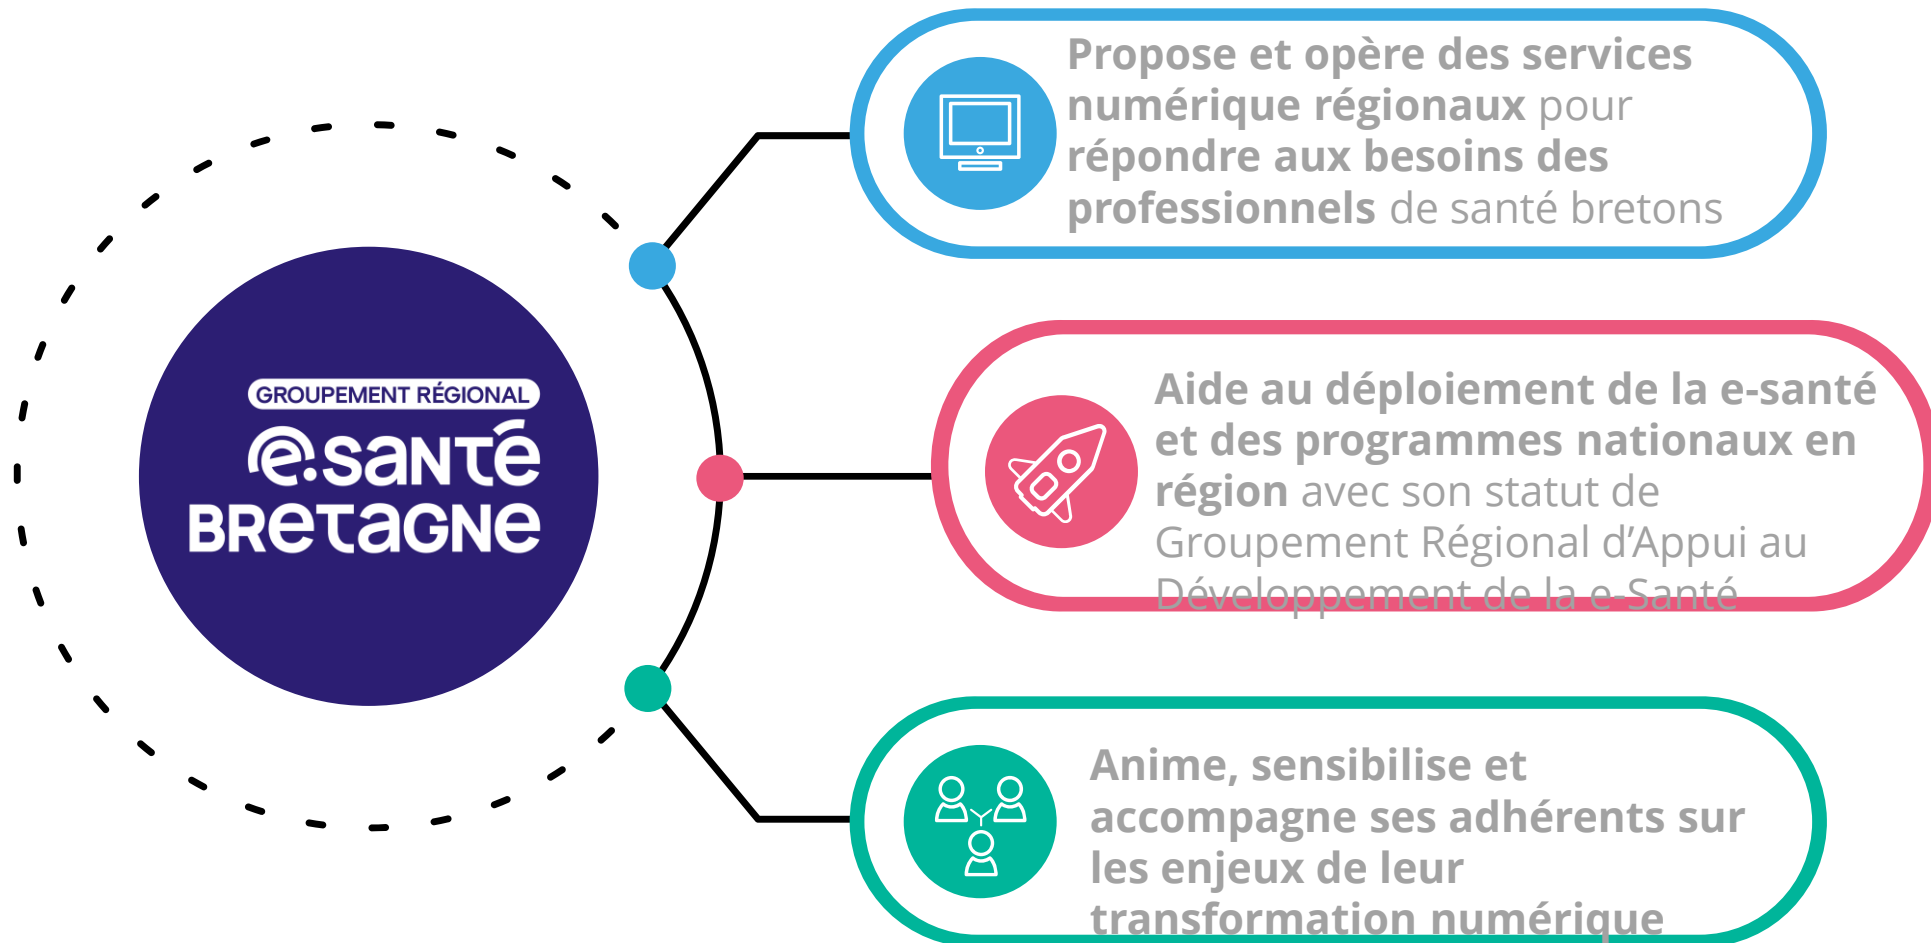 GROUPEMENT RÉGIONAL
e.santé
BRetagne
Propose et opère des services
numérique régionaux pour
répondre aux besoins des
professionnels de santé bretons
Aide au déploiement de la e-santé
et des programmes nationaux en
région avec son statut de
Groupement Régional d’Appui au
Développement de la e-Santé
Anime, sensibilise et
accompagne ses adhérents sur
les enjeux de leur
transformation numérique